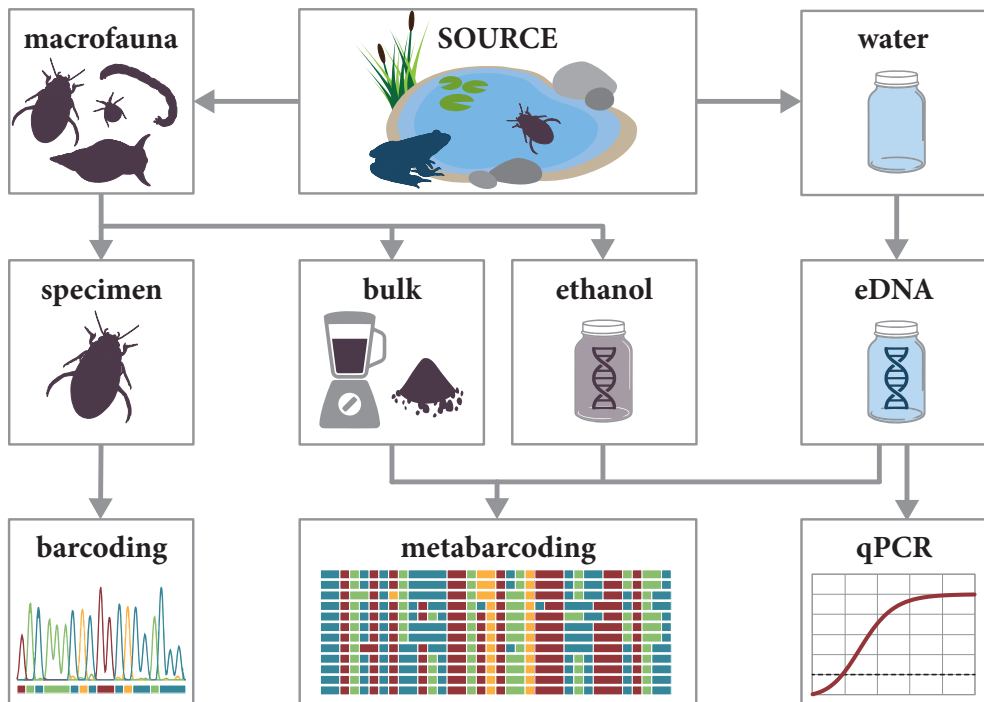 macrofauna
SOURCE
water
specimen
bulk
ethanol
eDNA
barcoding
metabarcoding
qPCR